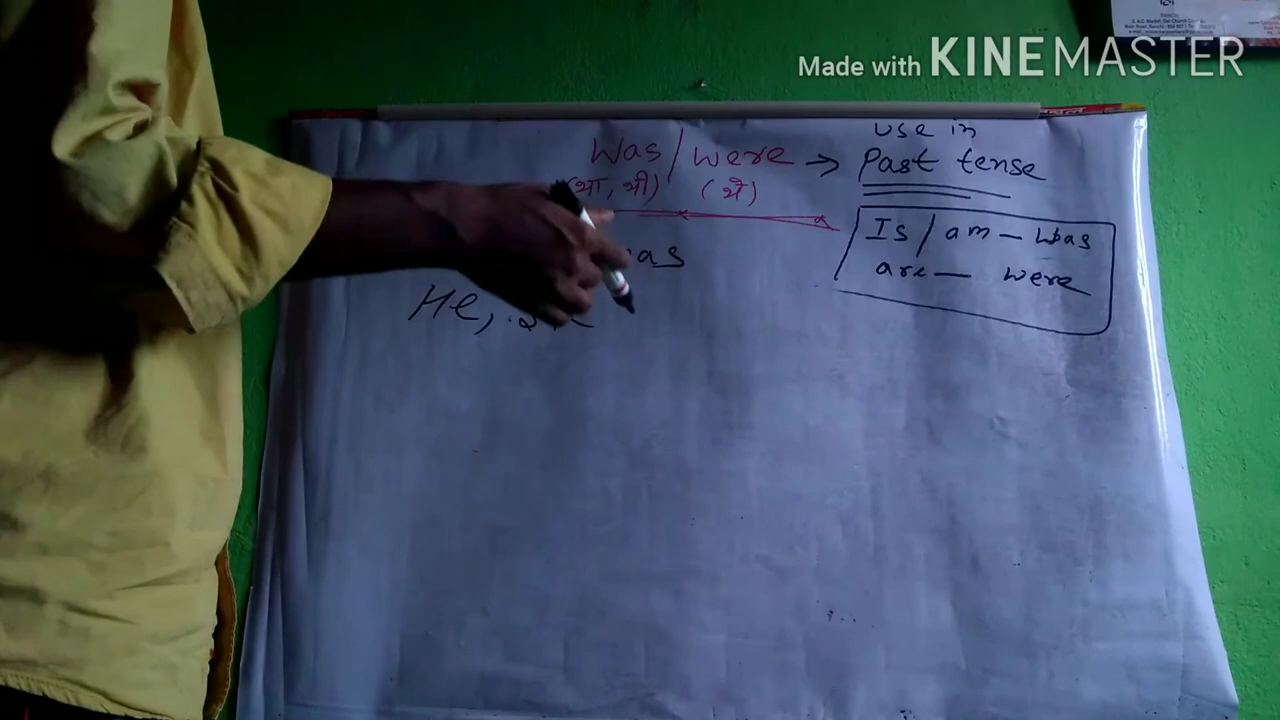 Made with KINEMASTER
Was / were → use in Past tense
(था, थी) (थे)
Is / am — was
are — were
He,